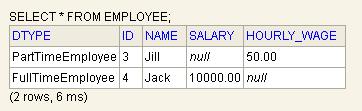 SELECT * FROM EMPLOYEE;
DTYPE ID NAME SALARY HOURLY_WAGE
PartTimeEmployee 3 Jill null 50.00
FullTimeEmployee 4 Jack 10000.00 null
(2 rows, 6 ms)